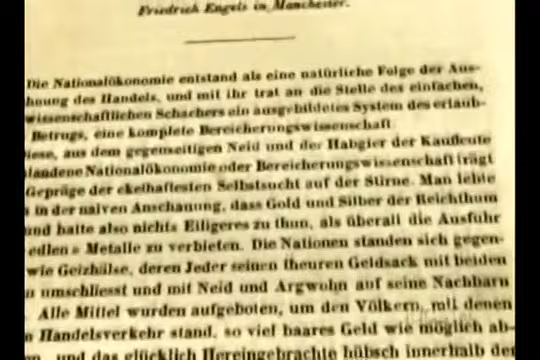 Friedrich Engels in Manchester.
Die Nationalökonomie entstand als eine natürliche Folge der Aus-
hnung des Handels, und mit ihr trat an die Stelle des einfachen,
wissenschaftlichen Schachers ein ausgebildetes System des erlaub-
Betrugs, eine komplete Bereicherungswissenschaft.
iese, aus dem gegenseitigen Neid und der Habgier der Kaufleute
tandene Nationalökonomie oder Bereicherungswissenschaft trägt
Gepräge der ekelhaftesten Selbstsucht auf der Stirne. Man lebte
in der naiven Anschauung, dass Gold und Silber der Reichthum
und hatte also nichts Eiligeres zu thun, als überall die Ausfuhr
edlen» Metalle zu verbieten. Die Nationen standen sich gegen-
wie Geizhälse, deren Jeder seinen theuren Geldsack mit beiden
n umschliesst und mit Neid und Argwohn auf seine Nachbarn
Alle Mittel wurden aufgeboten, um den Völkern, mit denen
n Handelsverkehr stand, so viel baares Geld wie möglich ab-
und das glücklich Hereingebrachte hübsch innerhalb der